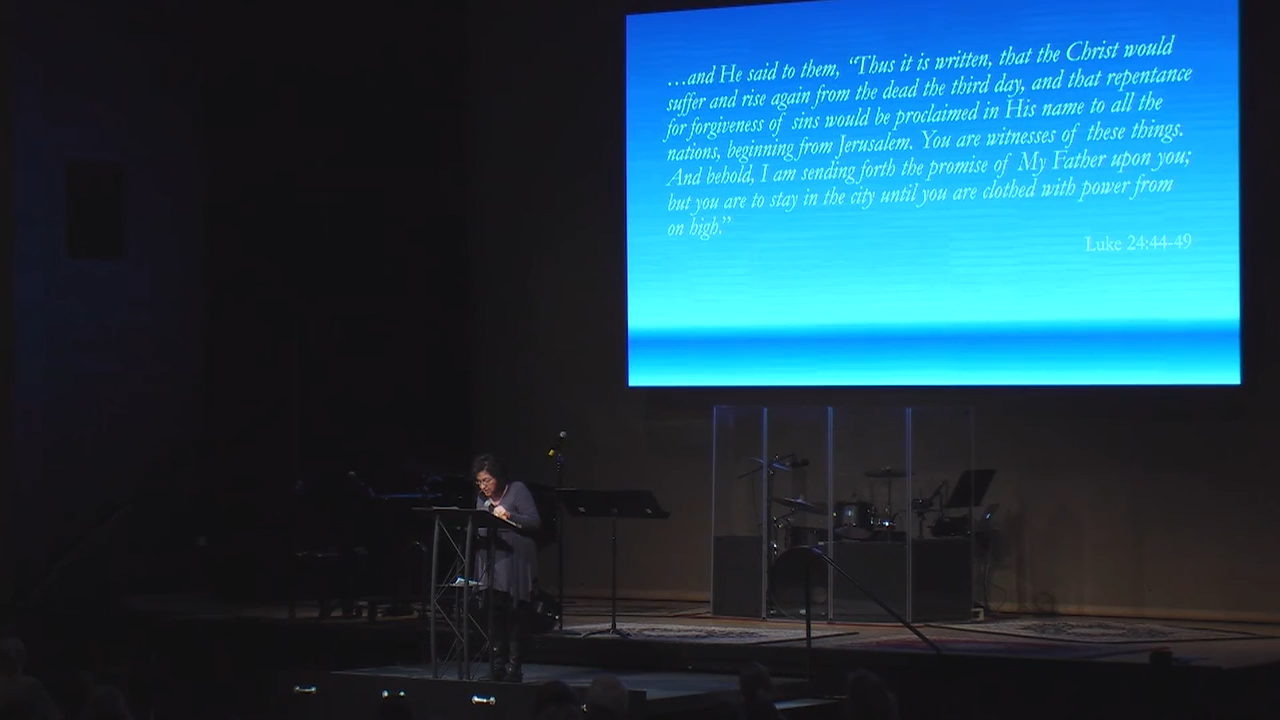 …and He said to them, “Thus it is written, that the Christ would
suffer and rise again from the dead the third day, and that repentance
for forgiveness of sins would be proclaimed in His name to all the
nations, beginning from Jerusalem. You are witnesses of these things.
And behold, I am sending forth the promise of My Father upon you;
but you are to stay in the city until you are clothed with power from
on high.”
Luke 24:44-49